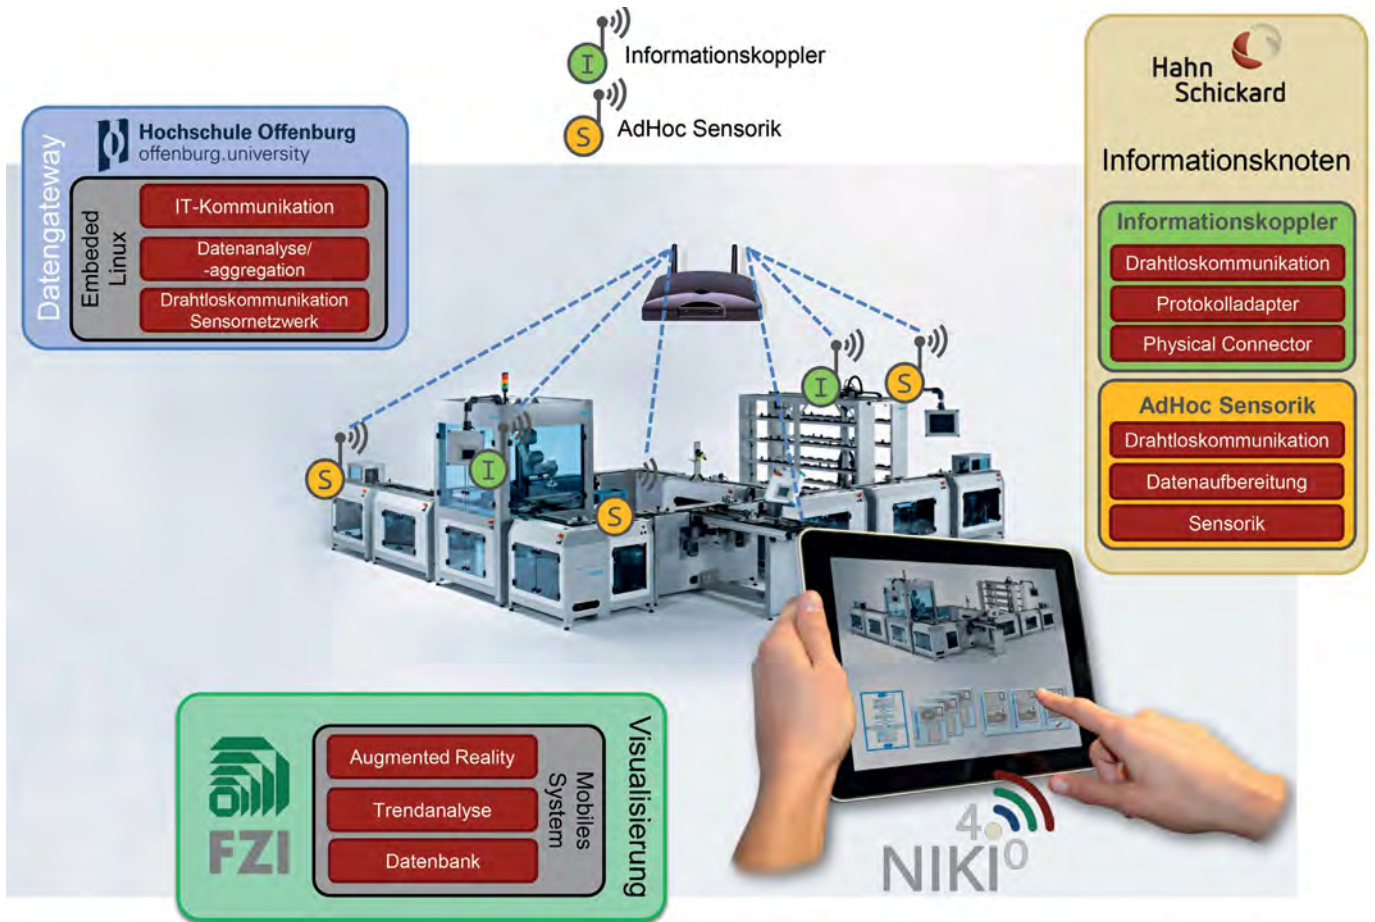 I
Informationskoppler
S
AdHoc Sensorik
Datengateway
Hochschule Offenburg
offenburg.university
Embeded
Linux
IT-Kommunikation
Datenanalyse/
-aggregation
Drahtloskommunikation
Sensornetzwerk
Hahn
Schickard
Informationsknoten
Informationskoppler
Drahtloskommunikation
Protokolladapter
Physical Connector
AdHoc Sensorik
Drahtloskommunikation
Datenaufbereitung
Sensorik
I
S
S
I
S
FZI
Augmented Reality
Trendanalyse
Datenbank
Mobiles
System
Visualisierung
NIKI 4.0